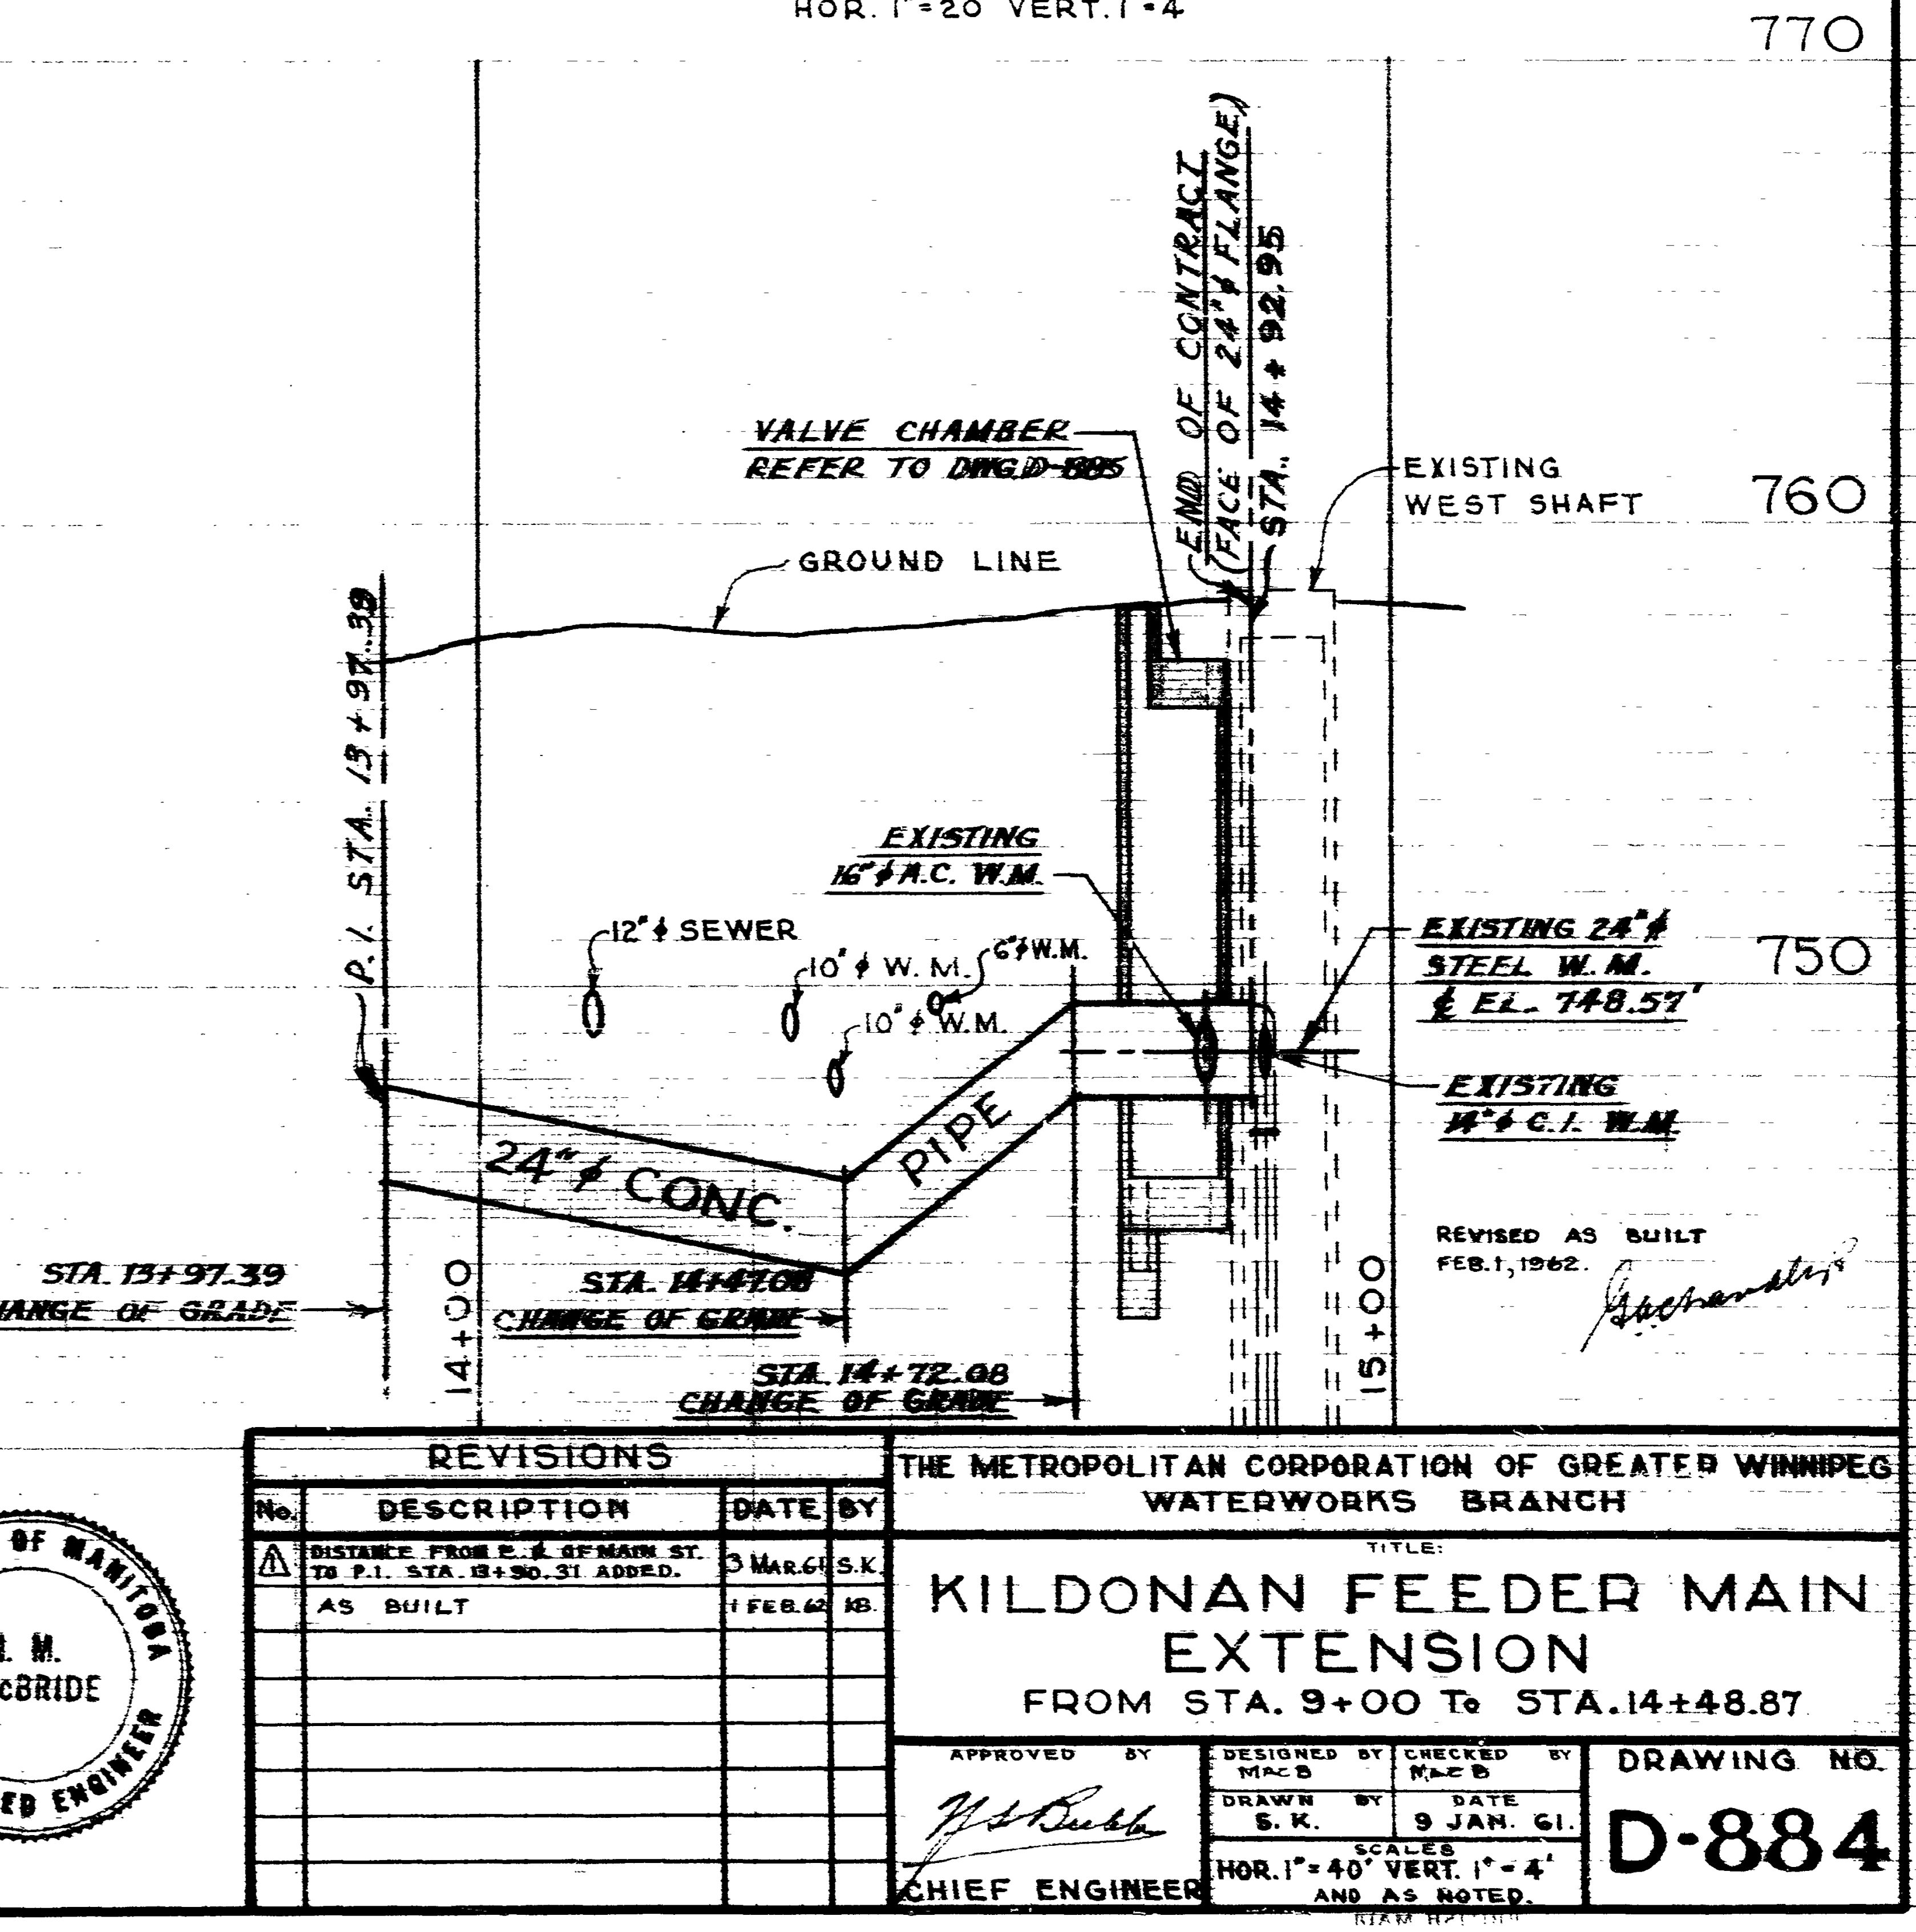 HOR. 1"=20 VERT. 1"=4
770
END OF CONTRACT
(FACE OF 24"ϕ FLANGE)
STA. 14+92.95
VALVE CHAMBER
REFER TO DWG. D-885
EXISTING
WEST SHAFT
760
GROUND LINE
P.I. STA. 13+97.39
EXISTING
16"ϕ A.C. W.M.
12"ϕ SEWER
10"ϕ W.M.
6"ϕ W.M.
10"ϕ W.M.
EXISTING 24"ϕ
STEEL W.M.
℄ EL. 748.57'
750
EXISTING
14"ϕ C.I. W.M.
24"ϕ CONC. PIPE
REVISED AS BUILT
FEB. 1, 1962.
STA. 13+97.39
HANGE OF GRADE
14+00
STA. 14+47.08
CHANGE OF GRADE
STA. 14+72.08
CHANGE OF GRADE
15+00
REVISIONS
No. DESCRIPTION DATE BY
1 DISTANCE FROM OF MAIN ST. 3 MAR. 61 S.K.
TO P.I. STA. 13+90.31 ADDED.
AS BUILT 1 FEB. 62 KB.
THE METROPOLITAN CORPORATION OF GREATER WINNIPEG
WATERWORKS BRANCH
TITLE:
KILDONAN FEEDER MAIN
EXTENSION
FROM STA. 9+00 To STA. 14+48.87
APPROVED BY
CHIEF ENGINEER
DESIGNED BY
MAcB
CHECKED BY
MAcB
DRAWN BY
S. K.
DATE
9 JAN. 61.
SCALES
HOR. 1"=40' VERT. 1"=4'
AND AS NOTED.
DRAWING NO.
D-884
OF MANITOBA
M.
cBRIDE
ED ENGINEER